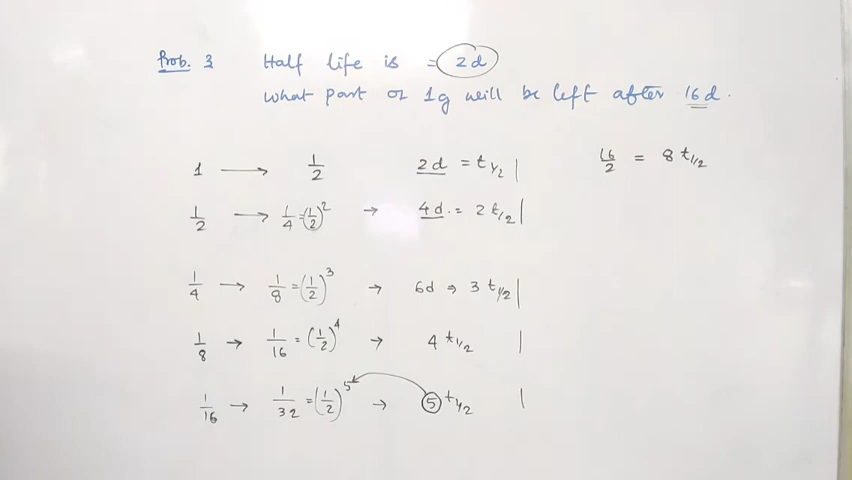 Prob. 3 Half life is = 2d
What part of 1g will be left after 16d.
1 → 1/2 2d = t1/2 |
16/2 = 8 t1/2
1/2 → 1/4 = (1/2)^2 → 4d. = 2 t1/2 |
1/4 → 1/8 = (1/2)^3 → 6d ⇒ 3 t1/2 |
1/8 → 1/16 = (1/2)^4 → 4 t1/2 |
1/16 → 1/32 = (1/2)^5 → 5 t1/2 |